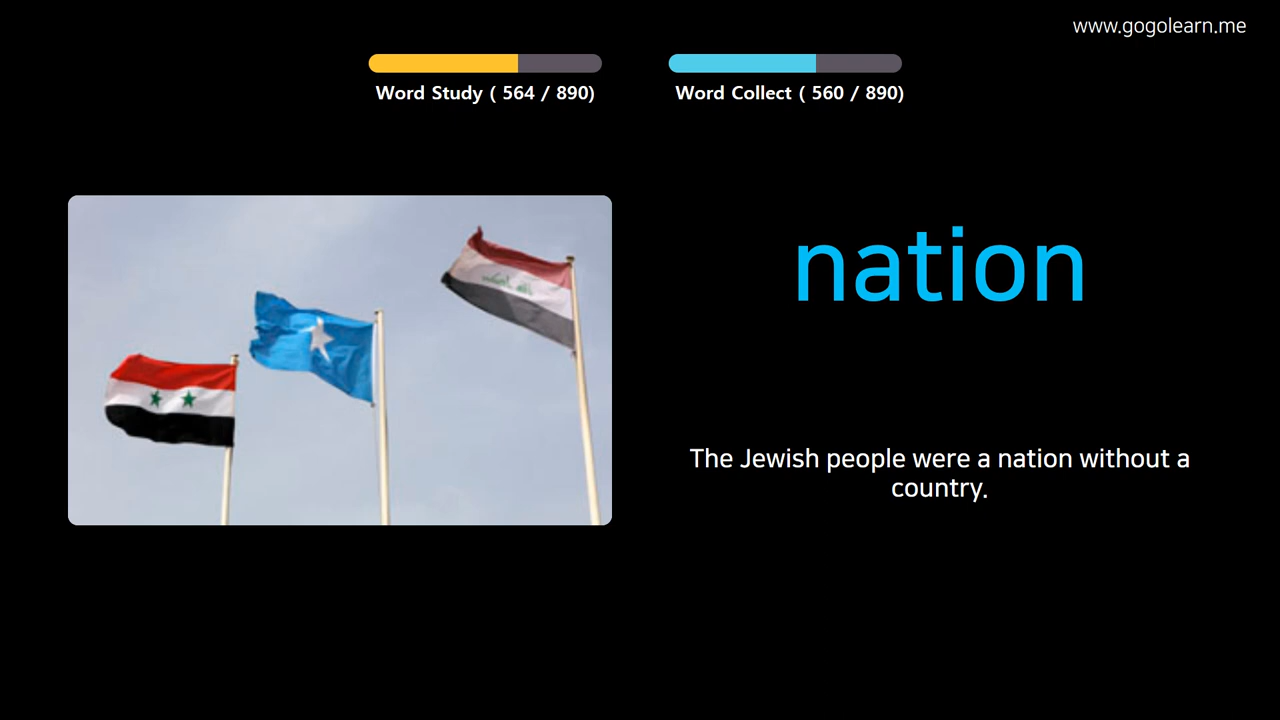 www.gogolearn.me
Word Study ( 564 / 890)
Word Collect ( 560 / 890)
nation
The Jewish people were a nation without a
country.